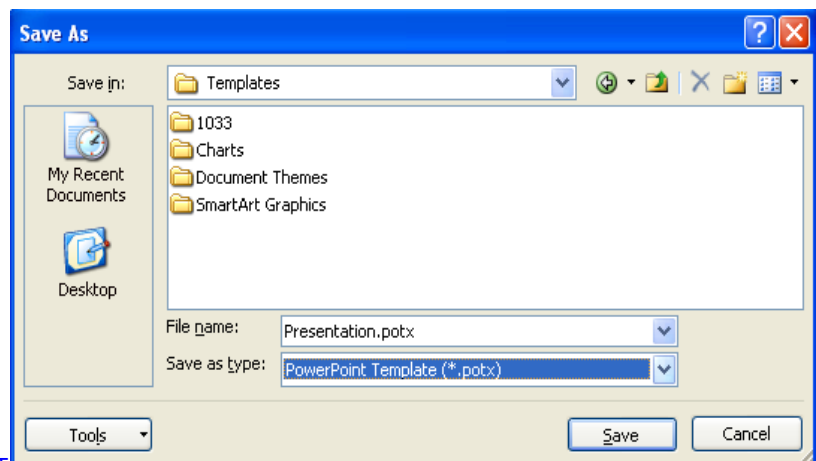 Save As
Save in:
Templates
My Recent
Documents
Desktop
1033
Charts
Document Themes
SmartArt Graphics
File name:
Presentation.potx
Save as type:
PowerPoint Template (*.potx)
Tools
Save
Cancel